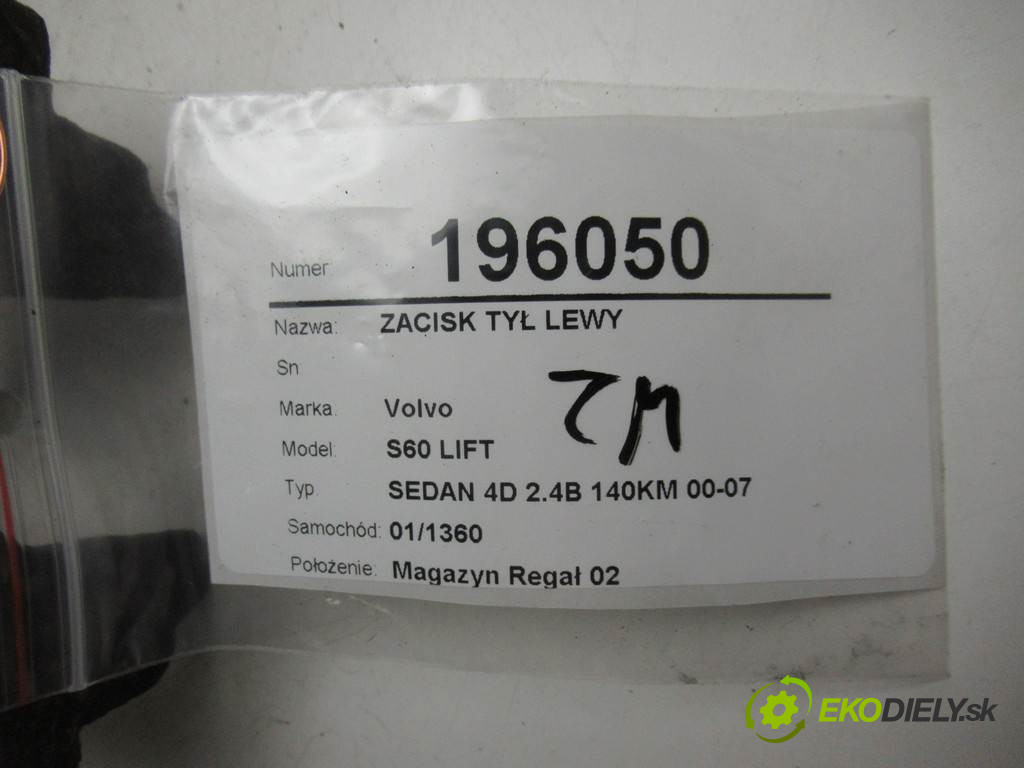 Numer 196050
Nazwa: ZACISK TYŁ LEWY
Sn
Marka: Volvo
Model: S60 LIFT
Typ SEDAN 4D 2.4B 140KM 00-07
Samochód: 01/1360
Położenie: Magazyn Regał 02
EKODIELY.sk